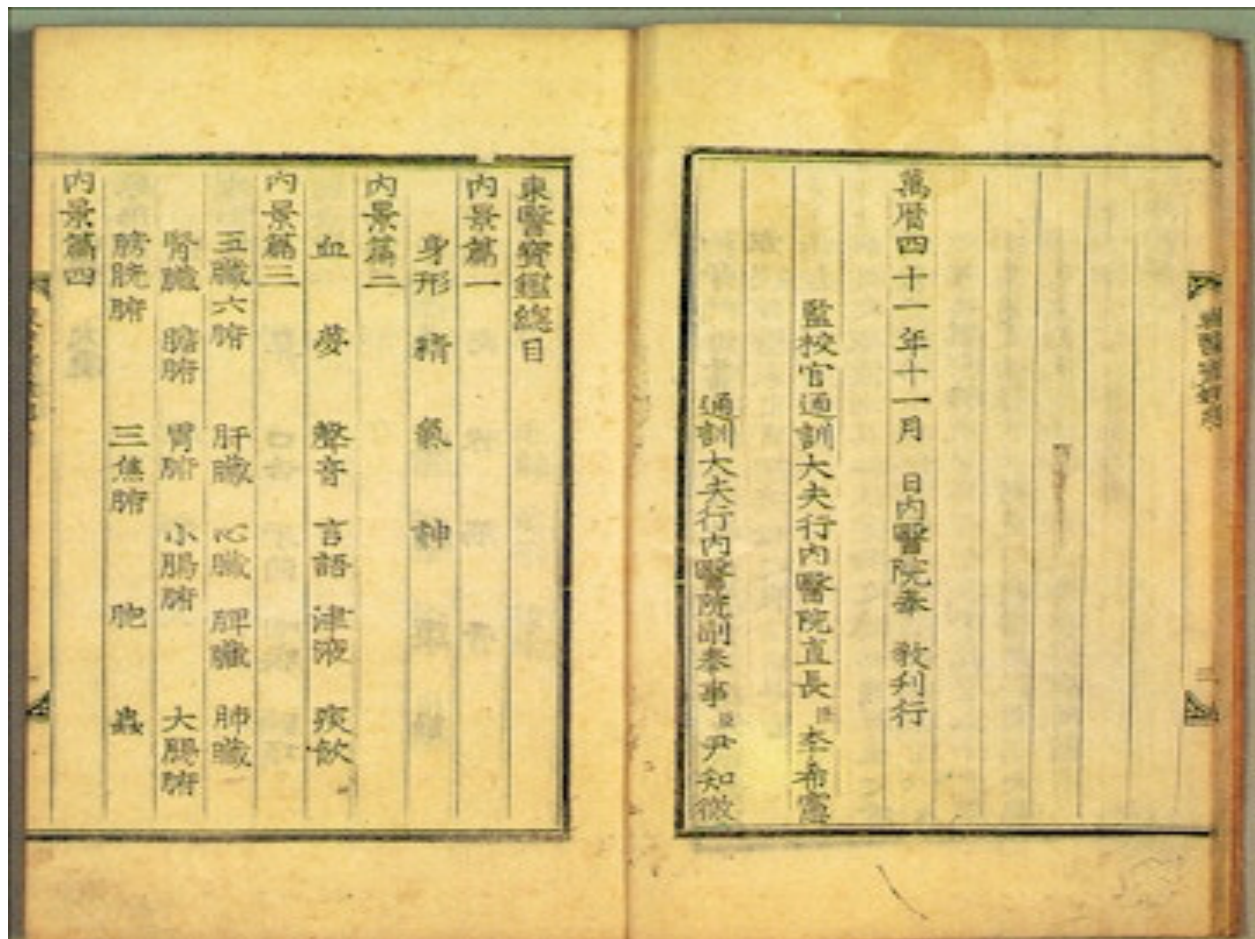 萬曆四十一年十一月 日內醫院奉 教刊行
監校官通訓大夫行內醫院直長 臣 李希憲
通訓大夫行內醫院副奉事 臣 尹知微
東醫寶鑑總目
內景篇一
身形 精 氣 神
內景篇二
血 夢 聲音 言語 津液 痰飮
內景篇三
五臟六腑 肝臟 心臟 脾臟 肺臟
腎臟 膽腑 胃腑 小腸腑 大腸腑
膀胱腑 三焦腑 胞 蟲
內景篇四